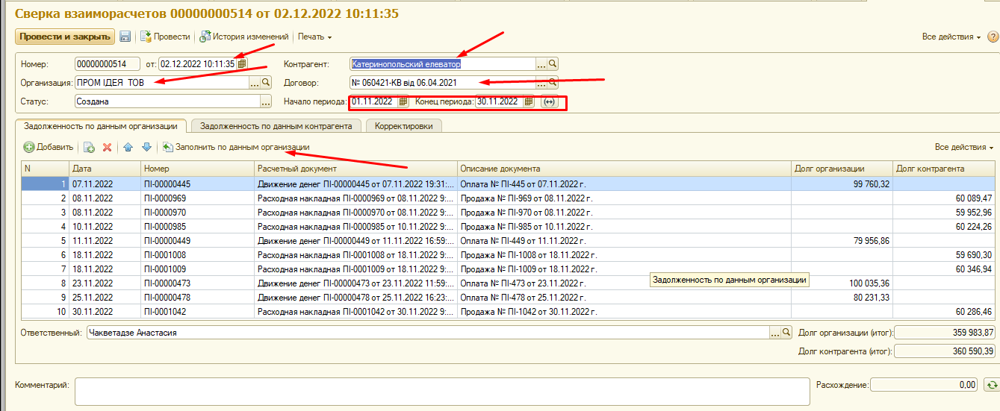 Сверка взаиморасчетов 00000000514 от 02.12.2022 10:11:35
Провести и закрыть Провести История изменений Печать Все действия
Номер: 00000000514 от: 02.12.2022 10:11:35 Контрагент: Катеринопольский елеватор
Организация: ПРОМ ІДЕЯ ТОВ Договор: № 060421-КВ від 06.04.2021
Статус: Создана Начало периода: 01.11.2022 Конец периода: 30.11.2022
Задолженность по данным организации Задолженность по данным контрагента Корректировки
Добавить Заполнить по данным организации Все действия
N Дата Номер Расчетный документ Описание документа Долг организации Долг контрагента
1 07.11.2022 ПІ-00000445 Движение денег ПІ-00000445 от 07.11.2022 19:31:... Оплата № ПІ-445 от 07.11.2022 г. 99 760,32
2 08.11.2022 ПІ-0000969 Расходная накладная ПІ-0000969 от 08.11.2022 9:... Продажа № ПІ-969 от 08.11.2022 г. 60 089,47
3 08.11.2022 ПІ-0000970 Расходная накладная ПІ-0000970 от 08.11.2022 9:... Продажа № ПІ-970 от 08.11.2022 г. 59 952,96
4 10.11.2022 ПІ-0000985 Расходная накладная ПІ-0000985 от 10.11.2022 9:... Продажа № ПІ-985 от 10.11.2022 г. 60 224,26
5 11.11.2022 ПІ-00000449 Движение денег ПІ-00000449 от 11.11.2022 16:59:... Оплата № ПІ-449 от 11.11.2022 г. 79 956,86
6 18.11.2022 ПІ-0001008 Расходная накладная ПІ-0001008 от 18.11.2022 9:... Продажа № ПІ-1008 от 18.11.2022 г. 59 690,30
7 18.11.2022 ПІ-0001009 Расходная накладная ПІ-0001009 от 18.11.2022 9:... Продажа № ПІ-1009 от 18.11.2022 г. 60 346,94
8 23.11.2022 ПІ-00000473 Движение денег ПІ-00000473 от 23.11.2022 11:59:... Оплата № ПІ-473 от 23.11.2022 г. 100 035,36
Задолженность по данным организации
9 25.11.2022 ПІ-00000478 Движение денег ПІ-00000478 от 25.11.2022 16:23:... Оплата № ПІ-478 от 25.11.2022 г. 80 231,33
10 30.11.2022 ПІ-0001042 Расходная накладная ПІ-0001042 от 30.11.2022 9:... Продажа № ПІ-1042 от 30.11.2022 г. 60 286,46
Ответственный: Чакветадзе Анастасия Долг организации (итог): 359 983,87
Долг контрагента (итог): 360 590,39
Комментарий: Расхождение: 0,00